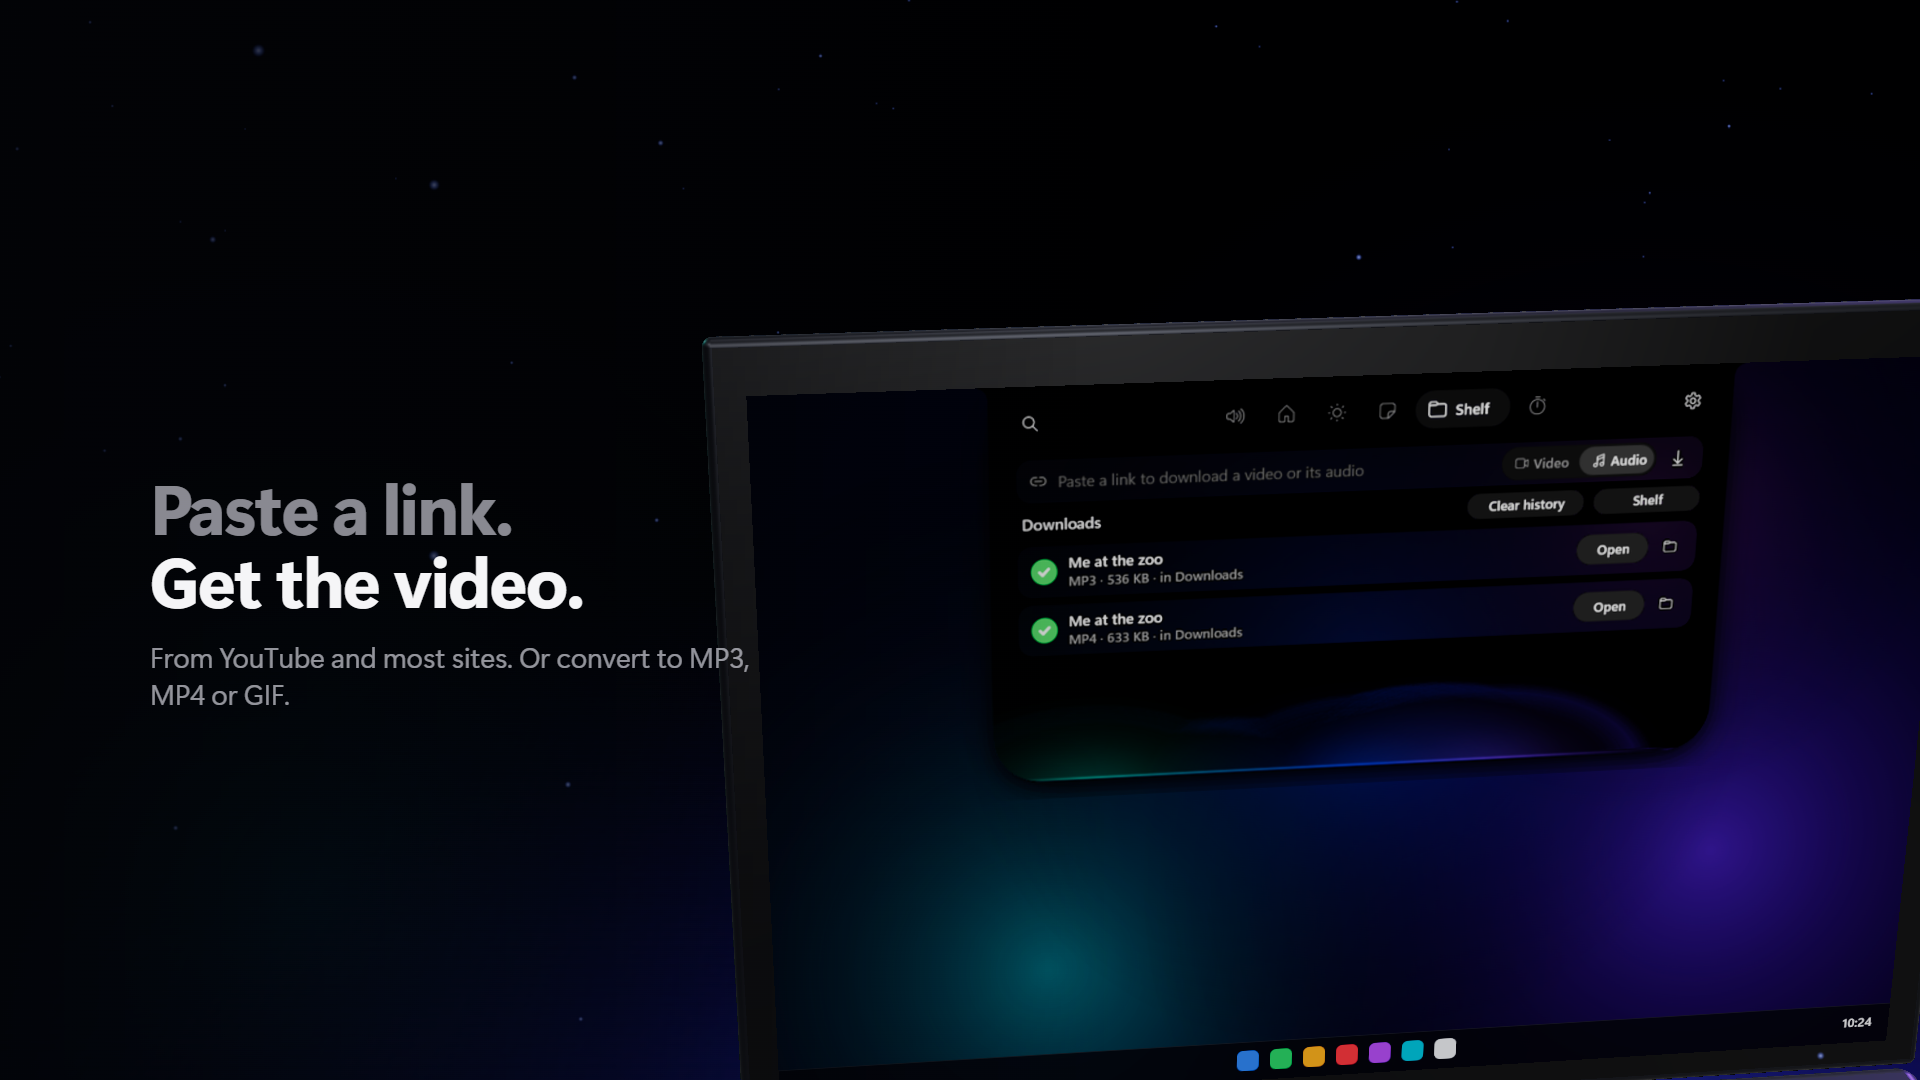 Paste a link.
Get the video.
From YouTube and most sites. Or convert to MP3,
MP4 or GIF.
Shelf
Paste a link to download a video or its audio
Video
Audio
Downloads
Clear history
Shelf
Me at the zoo
MP3 · 536 KB · in Downloads
Open
Me at the zoo
MP4 · 633 KB · in Downloads
Open
10:24